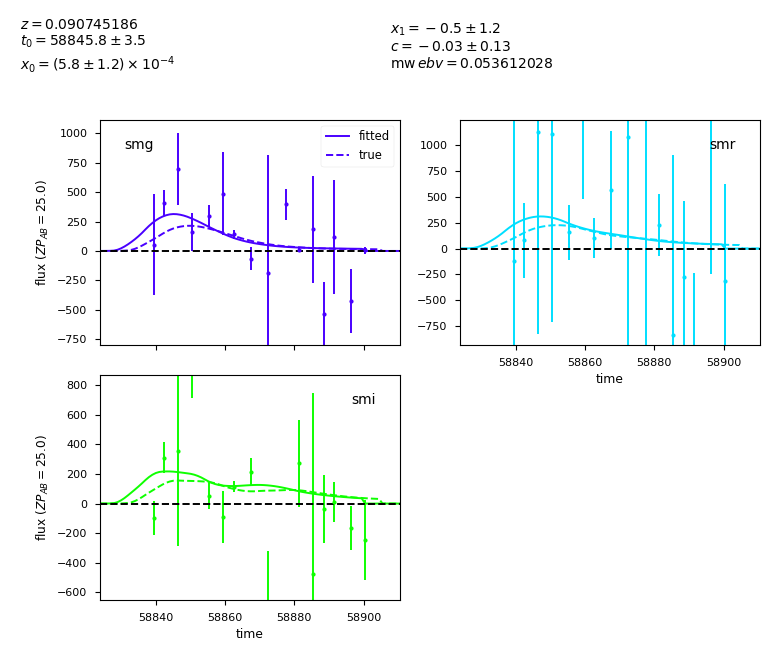 z = 0.090745186
t₀ = 58845.8 ± 3.5
x₀ = (5.8 ± 1.2) × 10⁻⁴
x₁ = −0.5 ± 1.2
c = −0.03 ± 0.13
mw ebv = 0.053612028
smg
fitted
true
1000
750
500
250
0
−250
−500
−750
flux (ZP_AB = 25.0)
smr
1000
750
500
250
0
−250
−500
−750
58840 58860 58880 58900
time
smi
800
600
400
200
0
−200
−400
−600
flux (ZP_AB = 25.0)
58840 58860 58880 58900
time